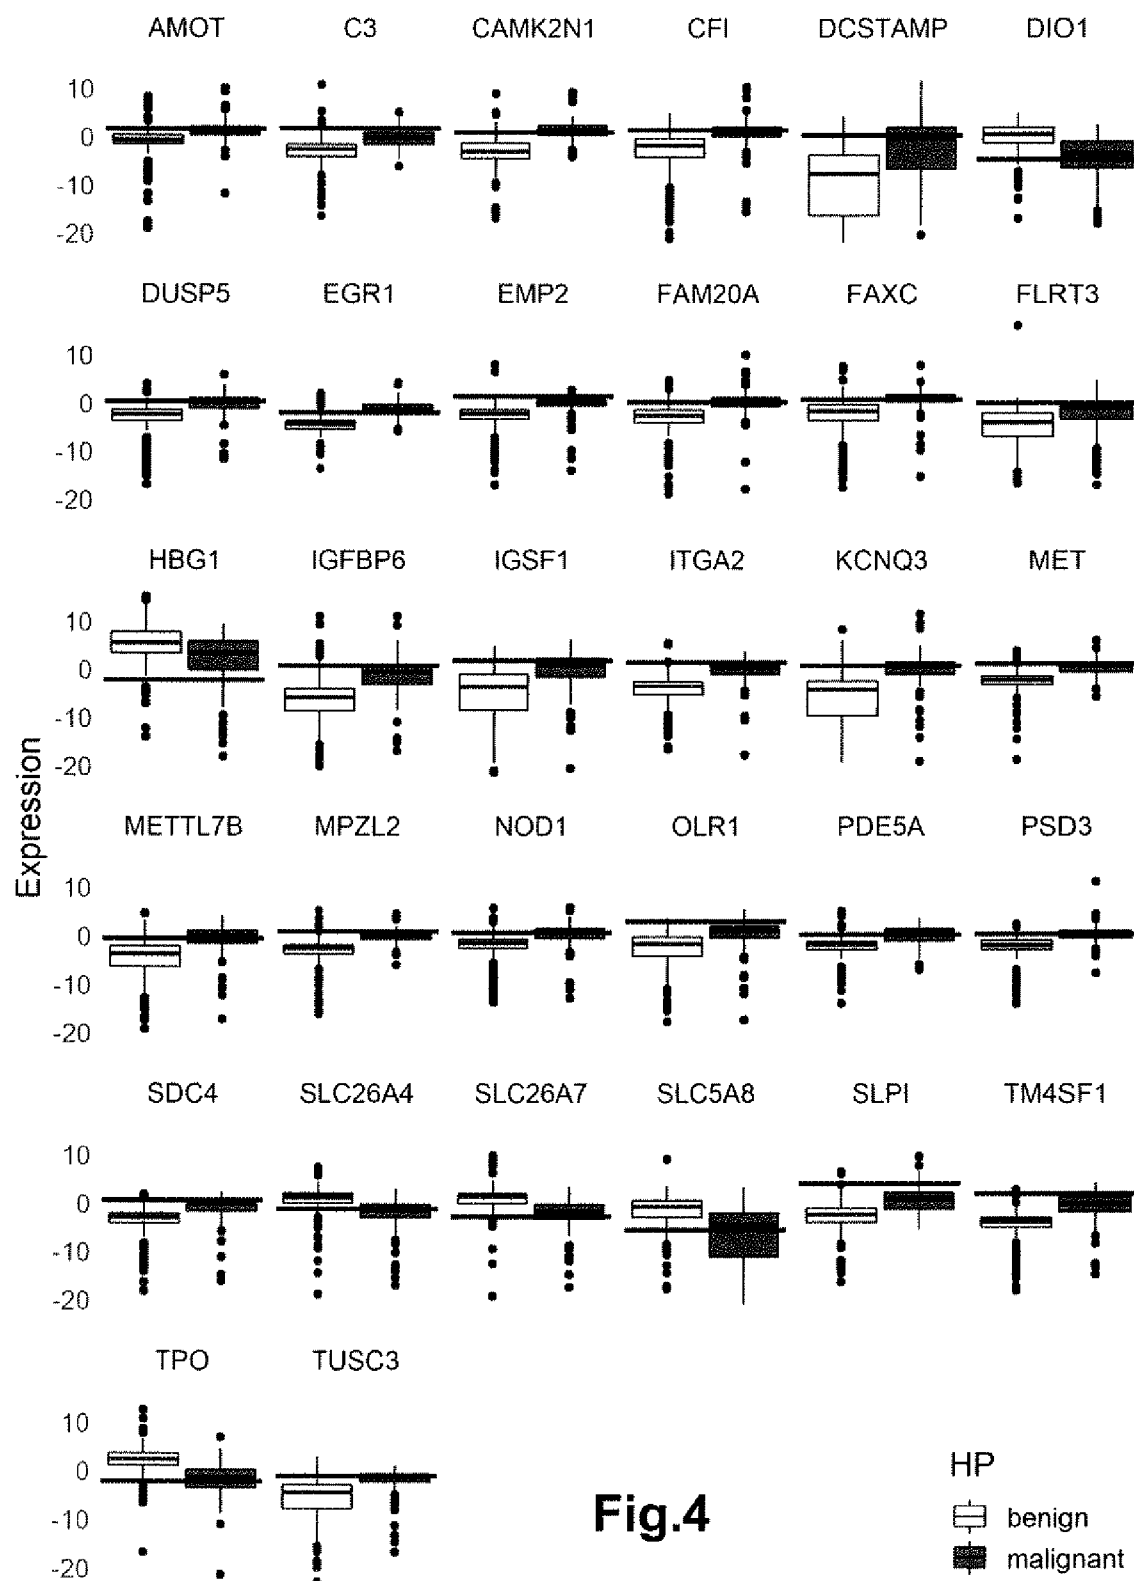 AMOT C3 CAMK2N1 CFI DCSTAMP DIO1
10
0
-10
-20
DUSP5 EGR1 EMP2 FAM20A FAXC FLRT3
10
0
-10
-20
HBG1 IGFBP6 IGSF1 ITGA2 KCNQ3 MET
10
0
-10
-20
Expression
METTL7B MPZL2 NOD1 OLR1 PDE5A PSD3
10
0
-10
-20
SDC4 SLC26A4 SLC26A7 SLC5A8 SLPI TM4SF1
10
0
-10
-20
TPO TUSC3
10
0
-10
-20
Fig.4
HP
benign
malignant